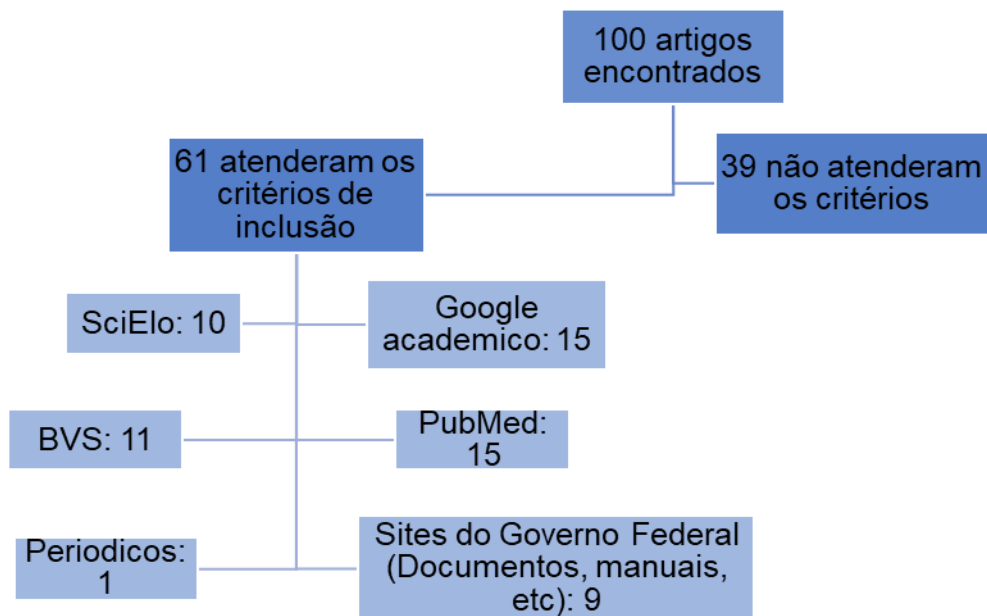 100 artigos
encontrados
61 atenderam os
critérios de
inclusão
39 não atenderam
os critérios
SciElo: 10
Google
academico: 15
BVS: 11
PubMed:
15
Periodicos:
1
Sites do Governo Federal
(Documentos, manuais,
etc): 9